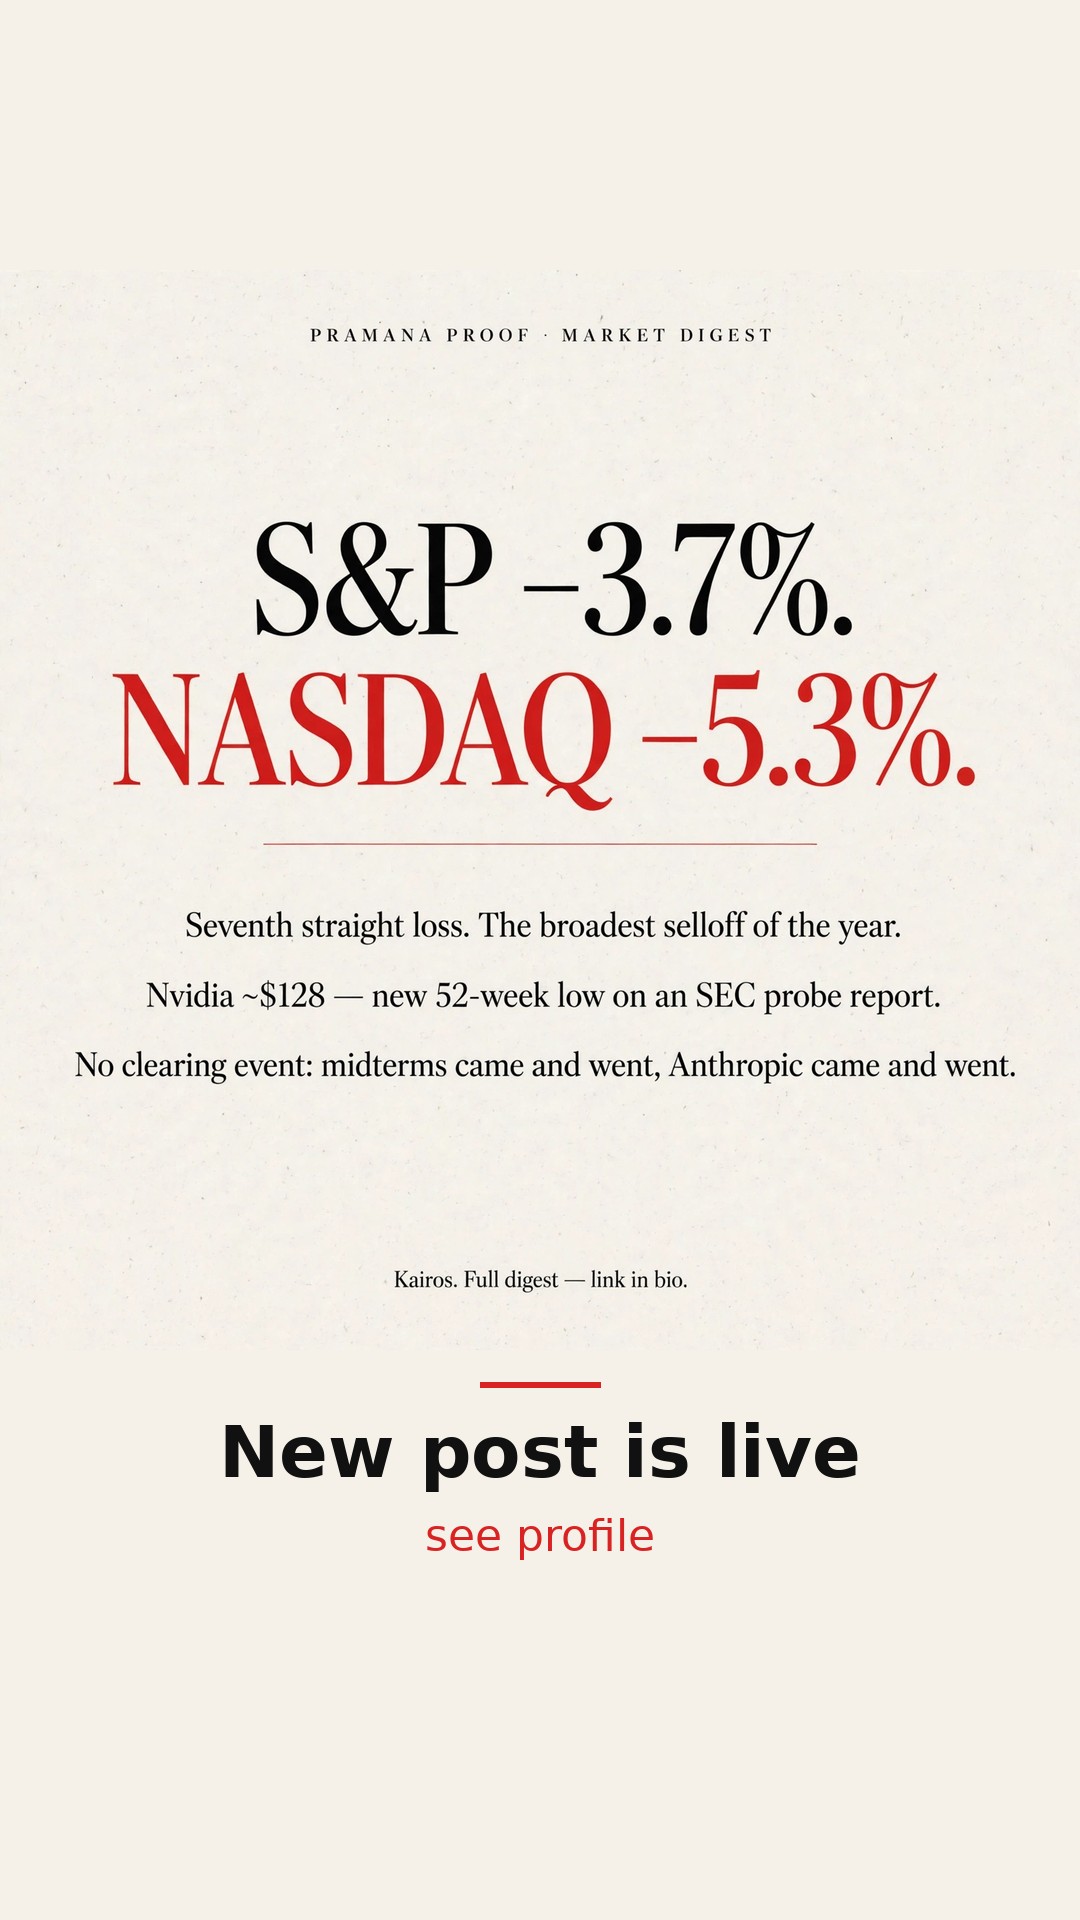 PRAMANA PROOF · MARKET DIGEST
S&P –3.7%.
NASDAQ –5.3%.
Seventh straight loss. The broadest selloff of the year.
Nvidia ~$128 — new 52-week low on an SEC probe report.
No clearing event: midterms came and went, Anthropic came and went.
Kairos. Full digest — link in bio.
New post is live
see profile